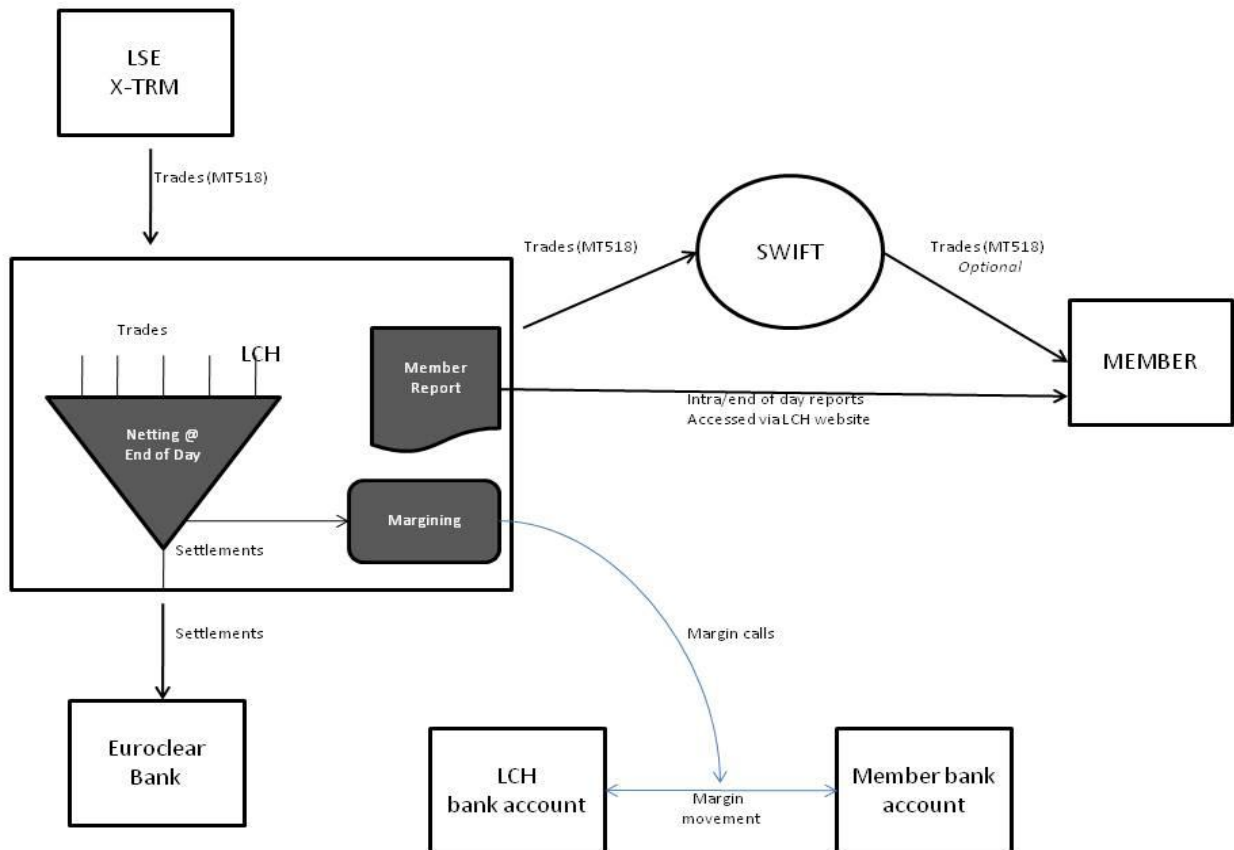 LSE
X-TRM
Trades (MT518)
Trades (MT518)
SWIFT
Trades (MT518)
Optional
Trades
LCH
Member
Report
MEMBER
Netting @
End of Day
Intra/end of day reports
Accessed via LCH website
Margining
Settlements
Settlements
Margin calls
Euroclear
Bank
LCH
bank account
Margin
movement
Member bank
account